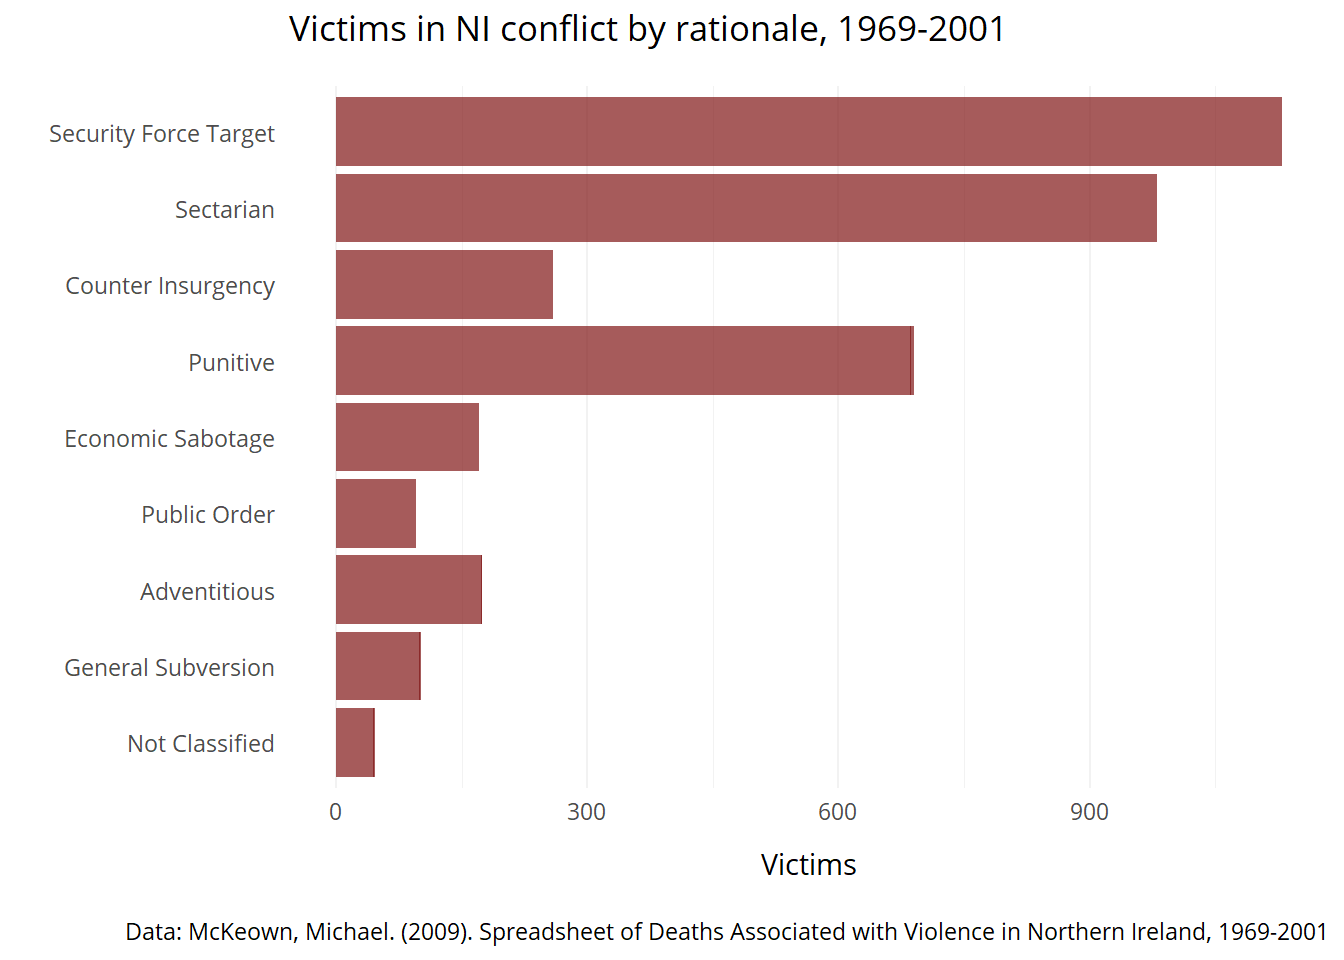 Victims in NI conflict by rationale, 1969-2001
Security Force Target
Sectarian
Counter Insurgency
Punitive
Economic Sabotage
Public Order
Adventitious
General Subversion
Not Classified
0 300 600 900
Victims
Data: McKeown, Michael. (2009). Spreadsheet of Deaths Associated with Violence in Northern Ireland, 1969-2001